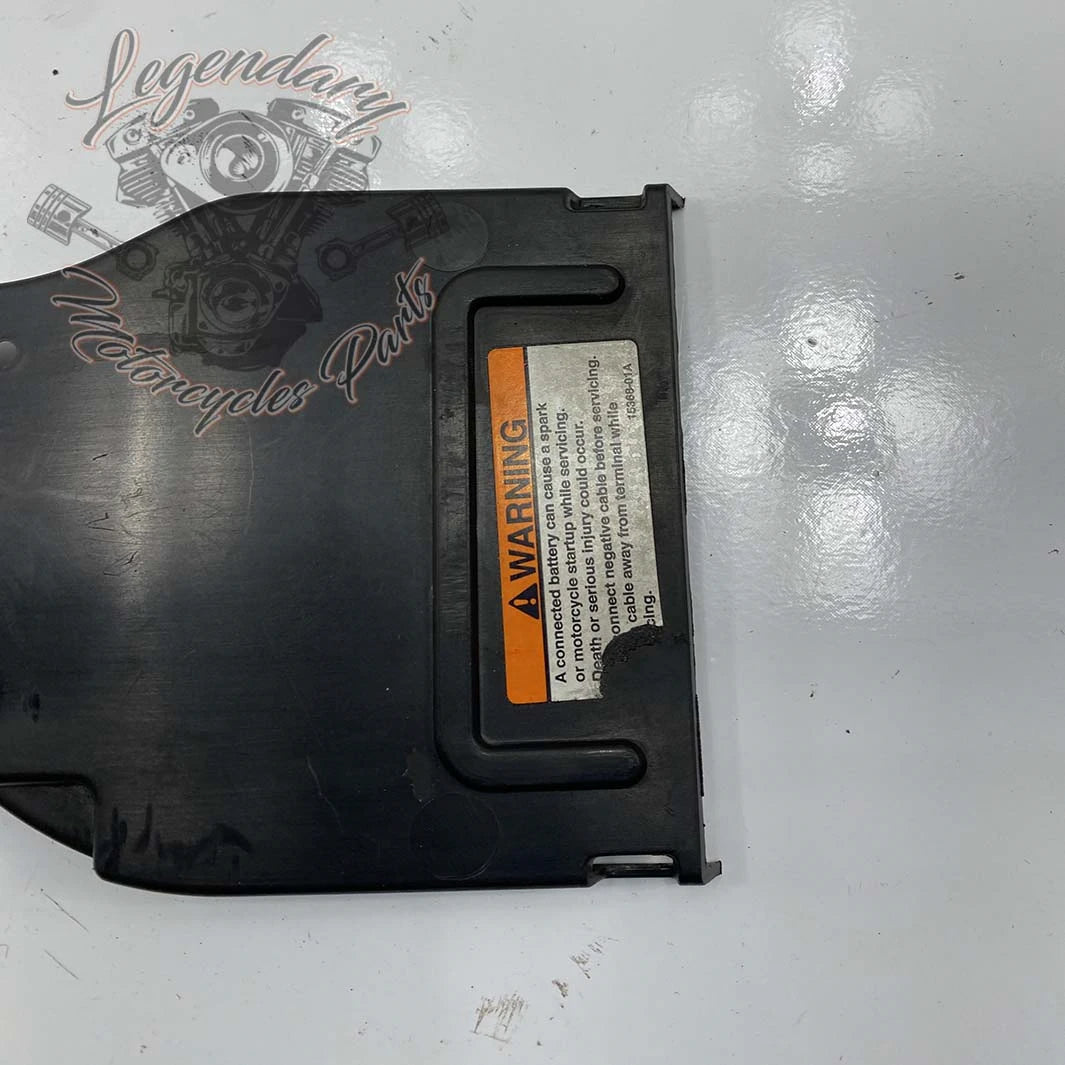 Legendary
Motorcycles Parts
WARNING
A connected battery can cause a spark
or motorcycle startup while servicing.
Death or serious injury could occur.
onnect negative cable before servicing.
cable away from terminal while
cing.
15368-01A